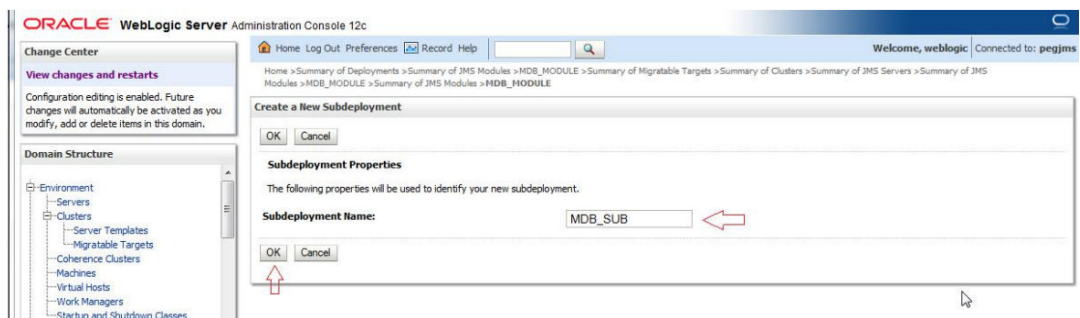 ORACLE WebLogic Server Administration Console 12c
Change Center
View changes and restarts
Configuration editing is enabled. Future
changes will automatically be activated as you
modify, add or delete items in this domain.
Domain Structure
Environment
Servers
Clusters
Server Templates
Migratable Targets
Coherence Clusters
Machines
Virtual Hosts
Work Managers
Startup and Shutdown Classes
Home Log Out Preferences Record Help
Welcome, weblogic Connected to: pegjms
Home >Summary of Deployments >Summary of JMS Modules >MDB_MODULE >Summary of Migratable Targets >Summary of Clusters >Summary of JMS Servers >Summary of JMS
Modules >MDB_MODULE >Summary of JMS Modules >MDB_MODULE
Create a New Subdeployment
OK Cancel
Subdeployment Properties
The following properties will be used to identify your new subdeployment.
Subdeployment Name: MDB_SUB
OK Cancel